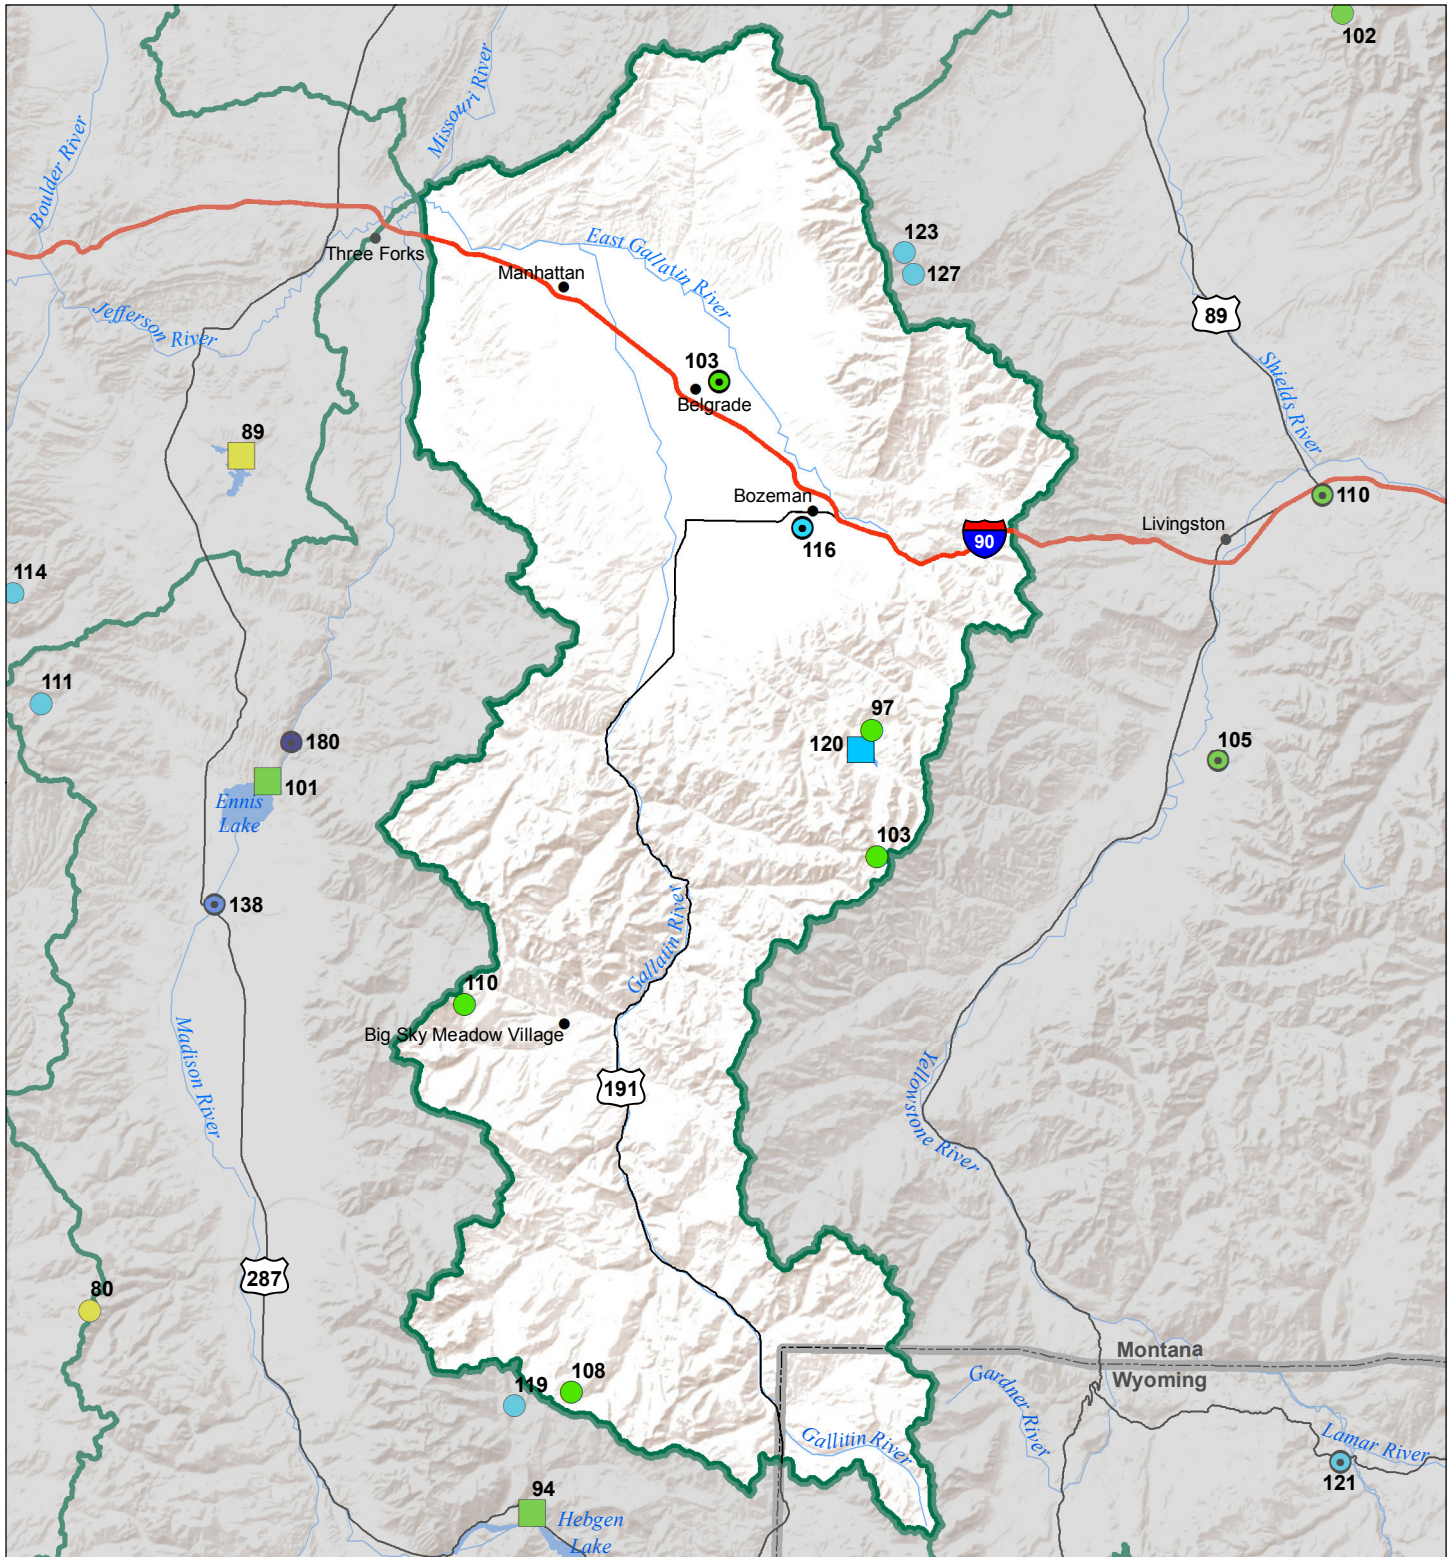 102
Missouri River
Boulder River
123
East Gallatin River
Three Forks
127
Manhattan
89
Jefferson River
103
Shields River
Belgrade
89
Bozeman
110
Livingston
116
90
114
111
97
180
120
105
101
Ennis
Lake
103
138
Gallatin River
110
Big Sky Meadow Village
Madison River
191
Yellowstone River
287
80
Montana
Wyoming
Gardner River
119
108
Gallitin River
Lamar River
121
94
Hebgen
Lake